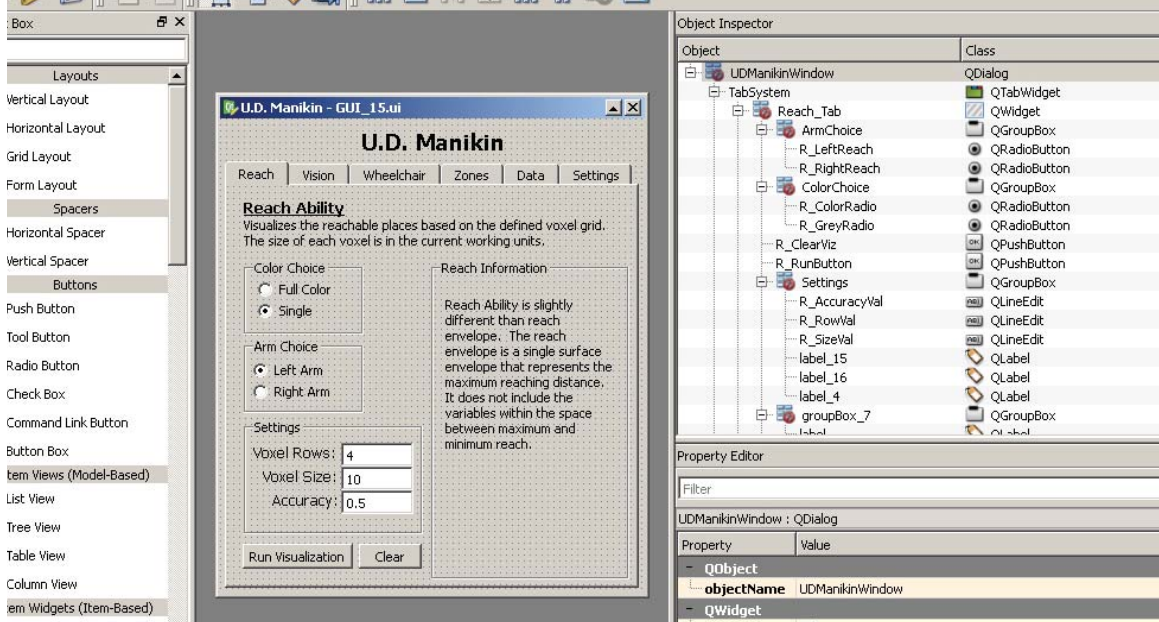 Box
Layouts
Vertical Layout
Horizontal Layout
Grid Layout
Form Layout
Spacers
Horizontal Spacer
Vertical Spacer
Buttons
Push Button
Tool Button
Radio Button
Check Box
Command Link Button
Button Box
tem Views (Model-Based)
List View
Tree View
Table View
Column View
em Widgets (Item-Based)
U.D. Manikin - GUI_15.ui
U.D. Manikin
Reach Vision Wheelchair Zones Data Settings
Reach Ability
Visualizes the reachable places based on the defined voxel grid.
The size of each voxel is in the current working units.
Color Choice
Full Color
Single
Arm Choice
Left Arm
Right Arm
Settings
Voxel Rows: 4
Voxel Size: 10
Accuracy: 0.5
Run Visualization Clear
Reach Information
Reach Ability is slightly
different than reach
envelope. The reach
envelope is a single surface
envelope that represents the
maximum reaching distance.
It does not include the
variables within the space
between maximum and
minimum reach.
Object Inspector
Object Class
UDManikinWindow QDialog
TabSystem QTabWidget
Reach_Tab QWidget
ArmChoice QGroupBox
R_LeftReach QRadioButton
R_RightReach QRadioButton
ColorChoice QGroupBox
R_ColorRadio QRadioButton
R_GreyRadio QRadioButton
R_ClearViz QPushButton
R_RunButton QPushButton
Settings QGroupBox
R_AccuracyVal QLineEdit
R_RowVal QLineEdit
R_SizeVal QLineEdit
label_15 QLabel
label_16 QLabel
label_4 QLabel
groupBox_7 QGroupBox
label QLabel
Property Editor
Filter
UDManikinWindow : QDialog
Property Value
QObject
objectName UDManikinWindow
QWidget